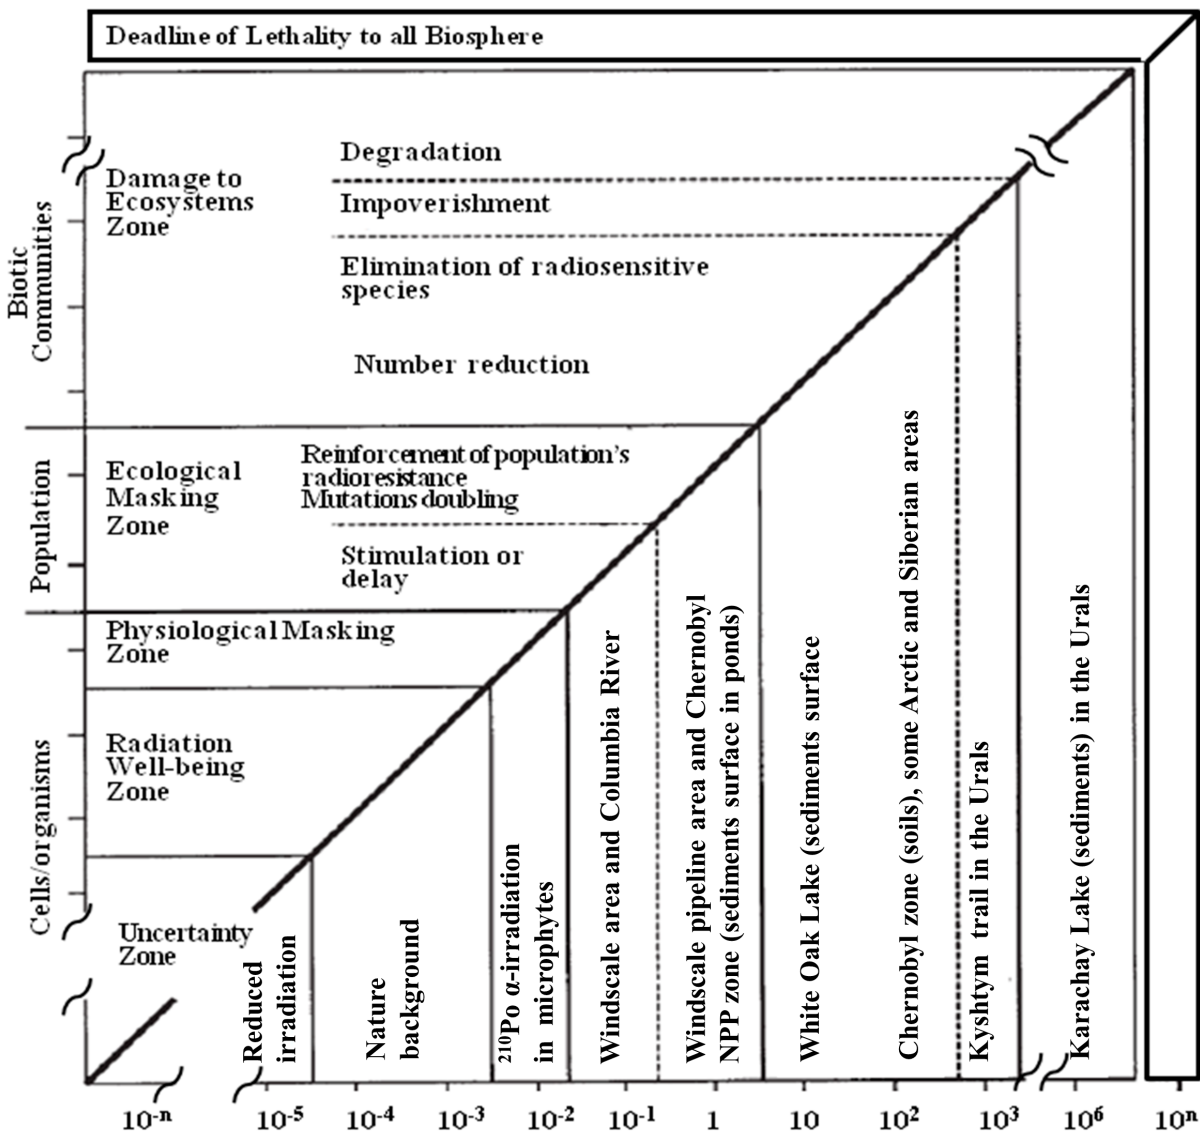 Deadline of Lethality to all Biosphere
Degradation
Damage to
Ecosystems
Zone
Impoverishment
Elimination of radiosensitive
species
Number reduction
Biotic
Communities
Ecological
Masking
Zone
Reinforcement of population's
radioresistance
Mutations doubling
Stimulation or
delay
Population
Physiological Masking
Zone
Radiation
Well-being
Zone
Cells/organisms
Uncertainty
Zone
Reduced
irradiation
Nature
background
²¹⁰Po α-irradiation
in microphytes
Windscale area and Columbia River
Windscale pipeline area and Chernobyl
NPP zone (sediments surface in ponds)
White Oak Lake (sediments surface
Chernobyl zone (soils), some Arctic and Siberian areas
Kyshtym trail in the Urals
Karachay Lake (sediments) in the Urals
10⁻ⁿ 10⁻⁵ 10⁻⁴ 10⁻³ 10⁻² 10⁻¹ 1 10 10² 10³ 10⁶ 10ⁿ